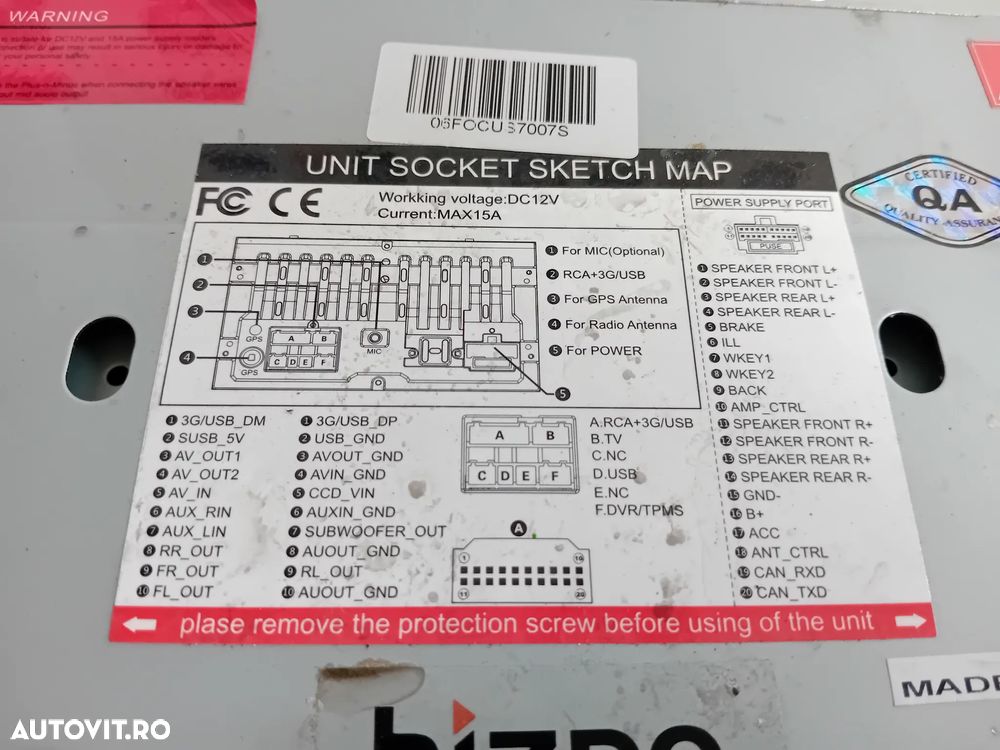 WARNING
06FOCUS7007S
UNIT SOCKET SKETCH MAP
FC CE
Workking voltage:DC12V
Current:MAX15A
CERTIFIED
QA
QUALITY ASSURAN
POWER SUPPLY PORT
PUSE
1 For MIC(Optional)
2 RCA+3G/USB
3 For GPS Antenna
4 For Radio Antenna
5 For POWER
1
2
3
4
5
GPS
GPS
A B
C D E F
MIC
1 SPEAKER FRONT L+
2 SPEAKER FRONT L-
3 SPEAKER REAR L+
4 SPEAKER REAR L-
5 BRAKE
6 ILL
7 WKEY1
8 WKEY2
9 BACK
10 AMP_CTRL
11 SPEAKER FRONT R+
12 SPEAKER FRONT R-
13 SPEAKER REAR R+
14 SPEAKER REAR R-
15 GND-
16 B+
17 ACC
18 ANT_CTRL
19 CAN_RXD
20 CAN_TXD
1 3G/USB_DM
2 SUSB_5V
3 AV_OUT1
4 AV_OUT2
5 AV_IN
6 AUX_RIN
7 AUX_LIN
8 RR_OUT
9 FR_OUT
10 FL_OUT
1 3G/USB_DP
2 USB_GND
3 AVOUT_GND
4 AVIN_GND
5 CCD_VIN
6 AUXIN_GND
7 SUBWOOFER_OUT
8 AUOUT_GND
9 RL_OUT
10 AUOUT_GND
A B
C D E F
A.RCA+3G/USB
B.TV
C.NC
D.USB
E.NC
F.DVR/TPMS
A
1 10
11 20
plase remove the protection screw before using of the unit
MADE
AUTOVIT.RO